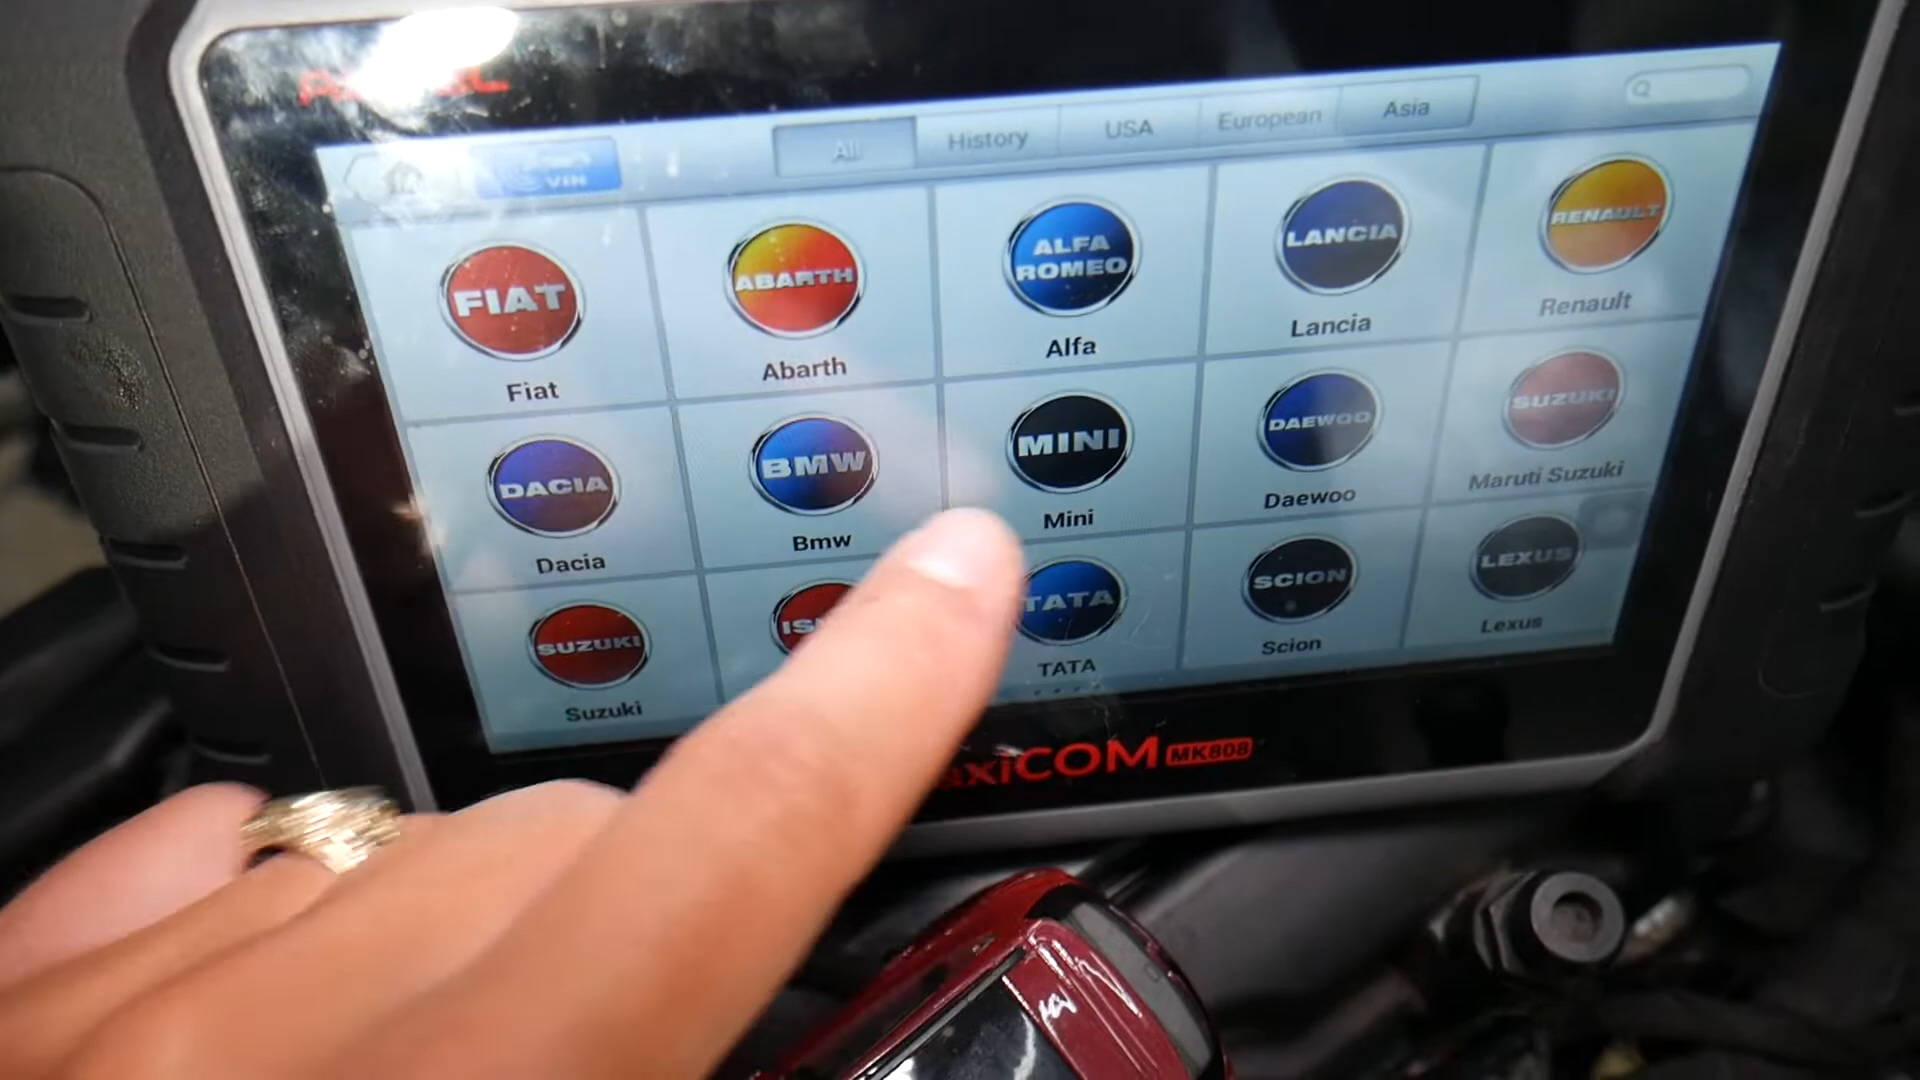 All
History
USA
European
Asia
VIN
FIAT
Fiat
ABARTH
Abarth
ALFA
ROMEO
Alfa
LANCIA
Lancia
RENAULT
Renault
DACIA
Dacia
BMW
Bmw
MINI
Mini
DAEWOO
Daewoo
SUZUKI
Maruti Suzuki
SUZUKI
Suzuki
TATA
TATA
SCION
Scion
LEXUS
Lexus
axiCOM MK808